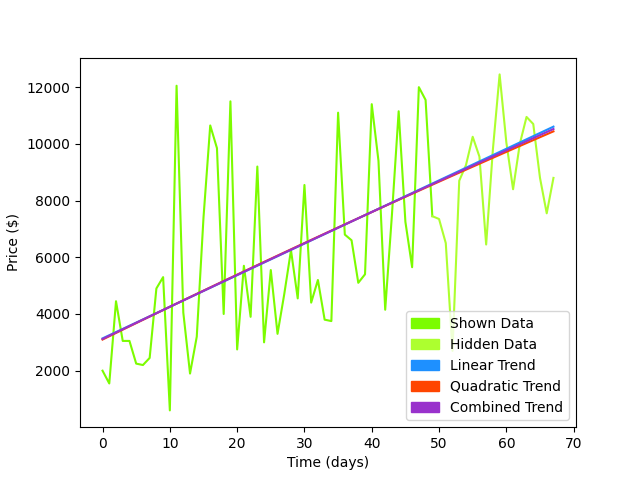 12000
10000
8000
6000
4000
2000
Price ($)
0 10 20 30 40 50 60 70
Time (days)
Shown Data
Hidden Data
Linear Trend
Quadratic Trend
Combined Trend